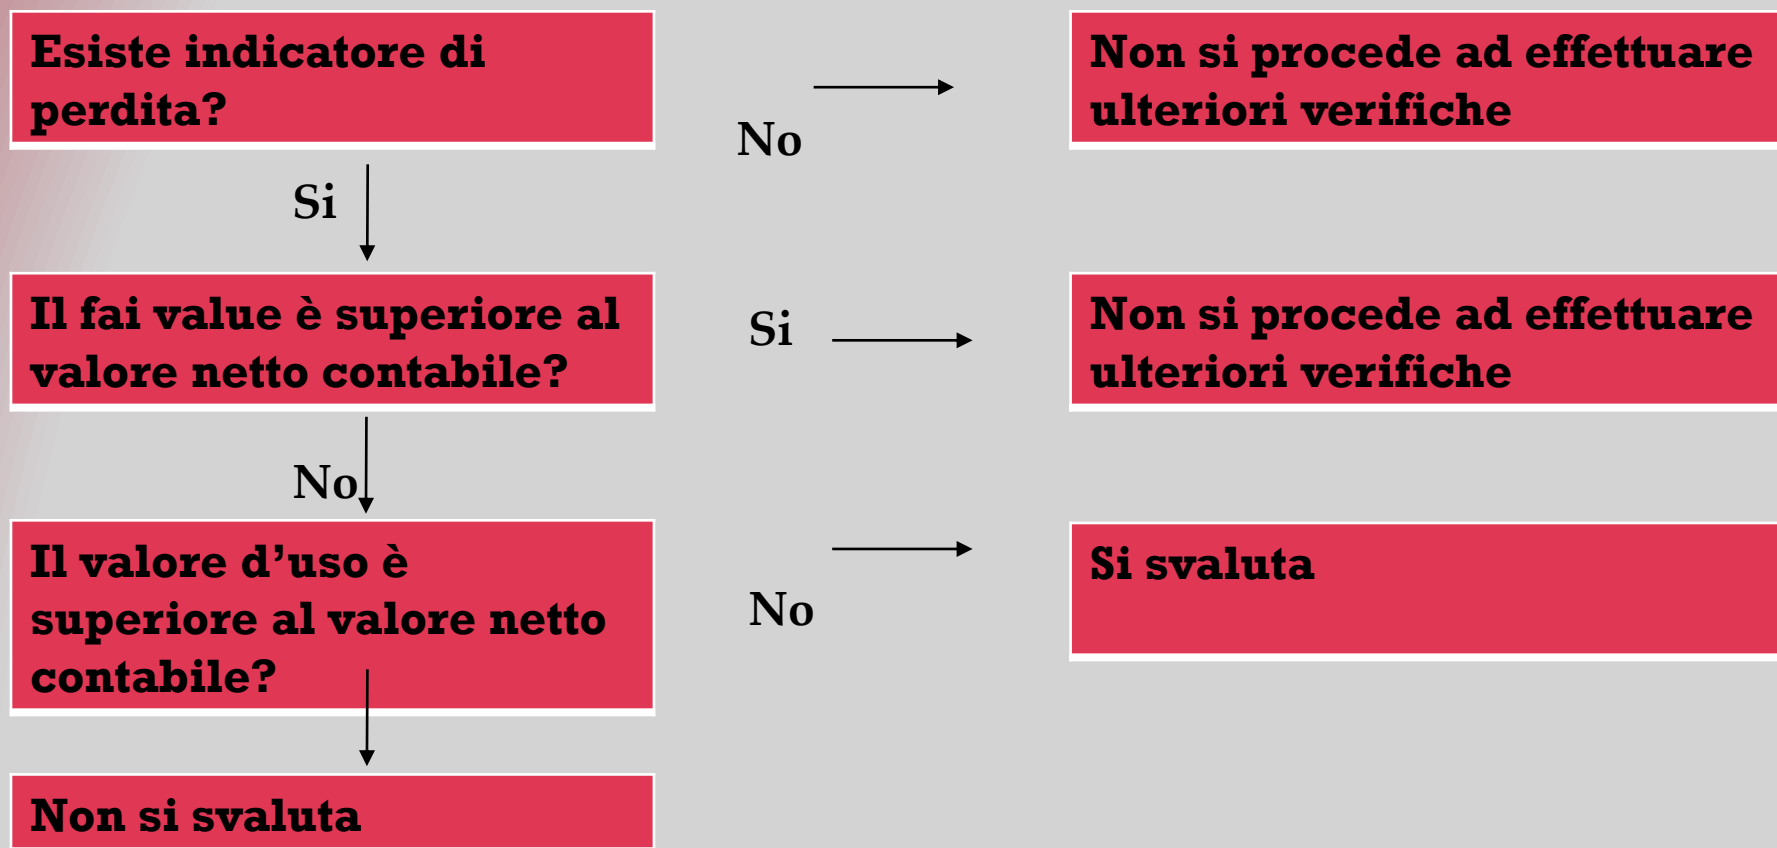 Esiste indicatore di
perdita?
No
Non si procede ad effettuare
ulteriori verifiche
Si
Il fai value è superiore al
valore netto contabile?
Si
Non si procede ad effettuare
ulteriori verifiche
No
Il valore d’uso è
superiore al valore netto
contabile?
No
Si svaluta
Non si svaluta